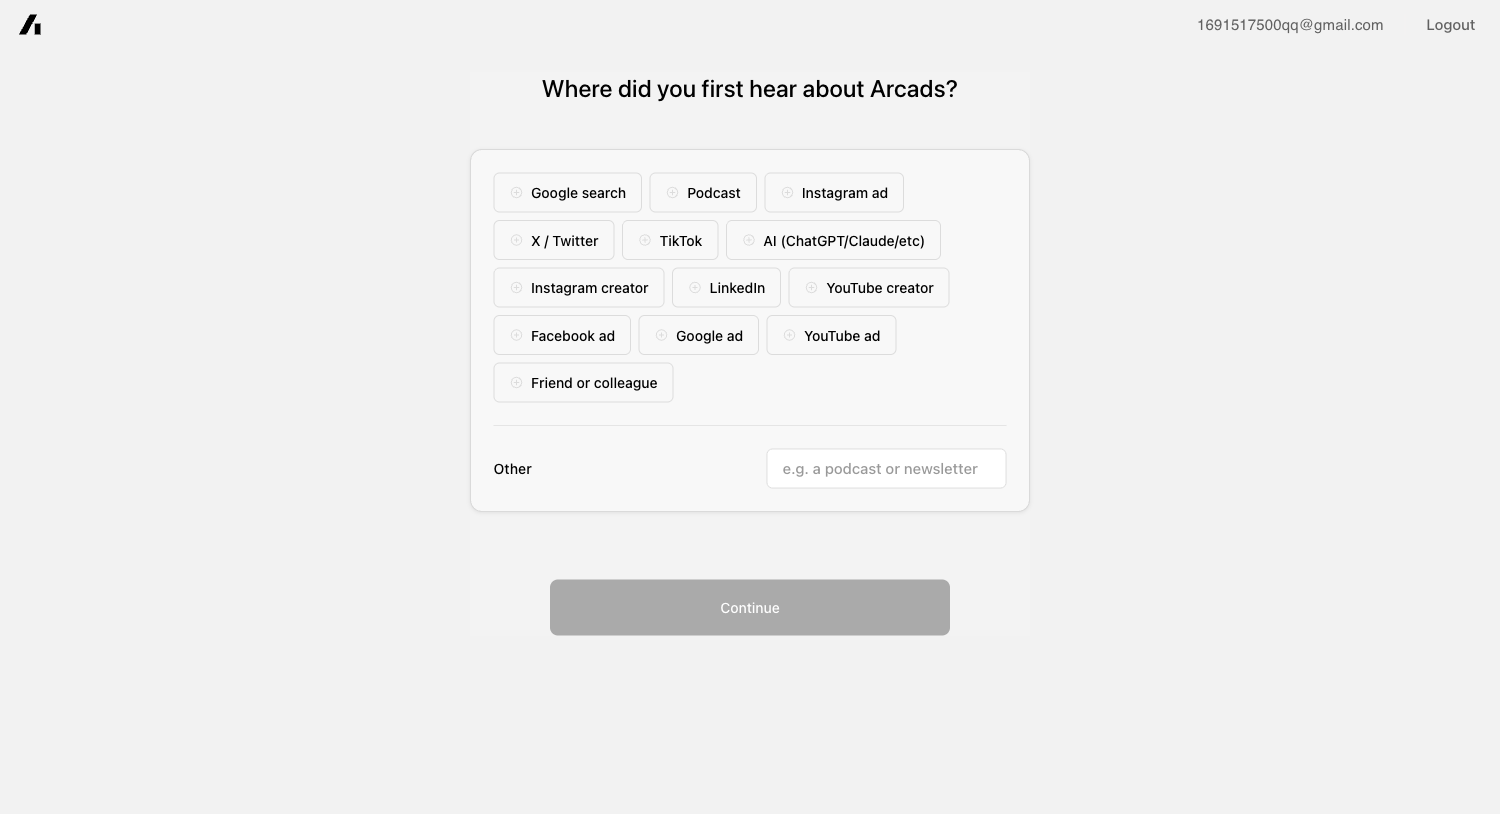 1691517500qq@gmail.com Logout
Where did you first hear about Arcads?
Google search Podcast Instagram ad
X / Twitter TikTok AI (ChatGPT/Claude/etc)
Instagram creator LinkedIn YouTube creator
Facebook ad Google ad YouTube ad
Friend or colleague
Other e.g. a podcast or newsletter
Continue